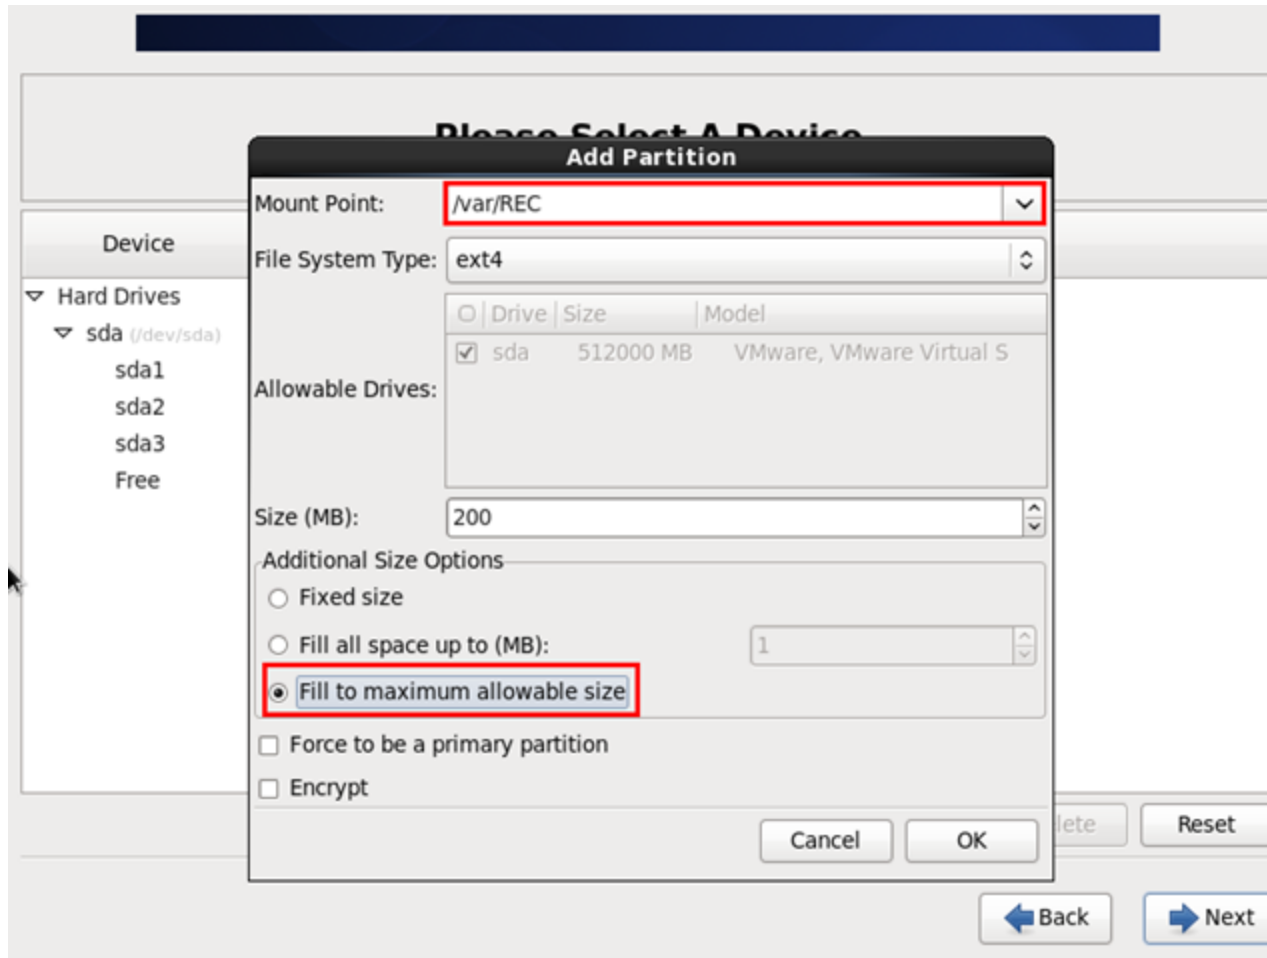 Please Select A Device
Add Partition
Mount Point: /var/REC
Device
File System Type: ext4
Hard Drives
sda (/dev/sda)
sda1
sda2
sda3
Free
Drive Size Model
sda 512000 MB VMware, VMware Virtual S
Allowable Drives:
Size (MB): 200
Additional Size Options
Fixed size
Fill all space up to (MB): 1
Fill to maximum allowable size
Force to be a primary partition
Encrypt
Cancel OK
Reset
Back Next